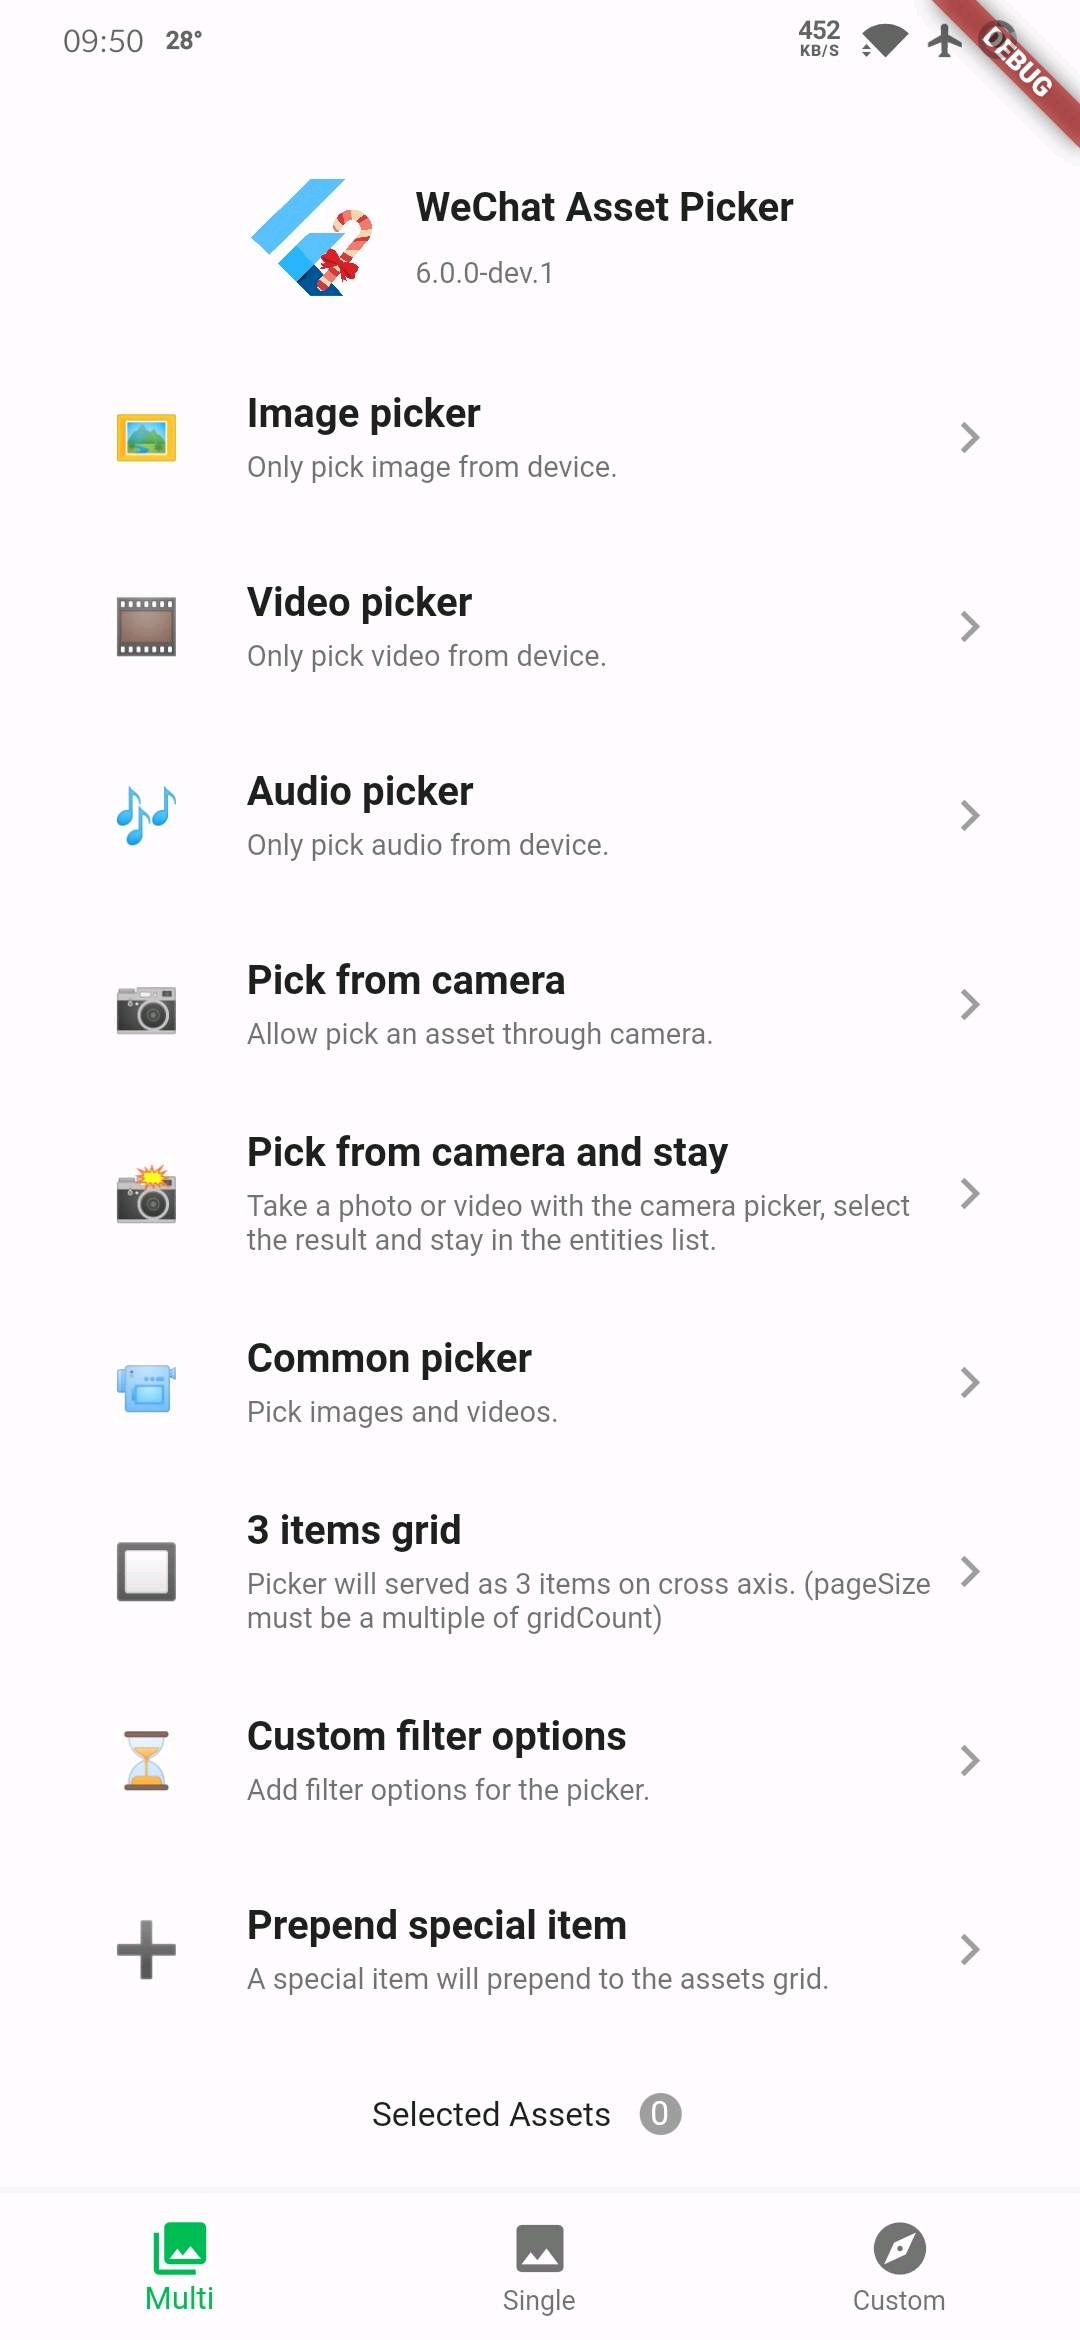 09:50 28°
452
KB/S
DEBUG
WeChat Asset Picker
6.0.0-dev.1
Image picker
Only pick image from device.
Video picker
Only pick video from device.
Audio picker
Only pick audio from device.
Pick from camera
Allow pick an asset through camera.
Pick from camera and stay
Take a photo or video with the camera picker, select
the result and stay in the entities list.
Common picker
Pick images and videos.
3 items grid
Picker will served as 3 items on cross axis. (pageSize
must be a multiple of gridCount)
Custom filter options
Add filter options for the picker.
Prepend special item
A special item will prepend to the assets grid.
Selected Assets 0
Multi
Single
Custom